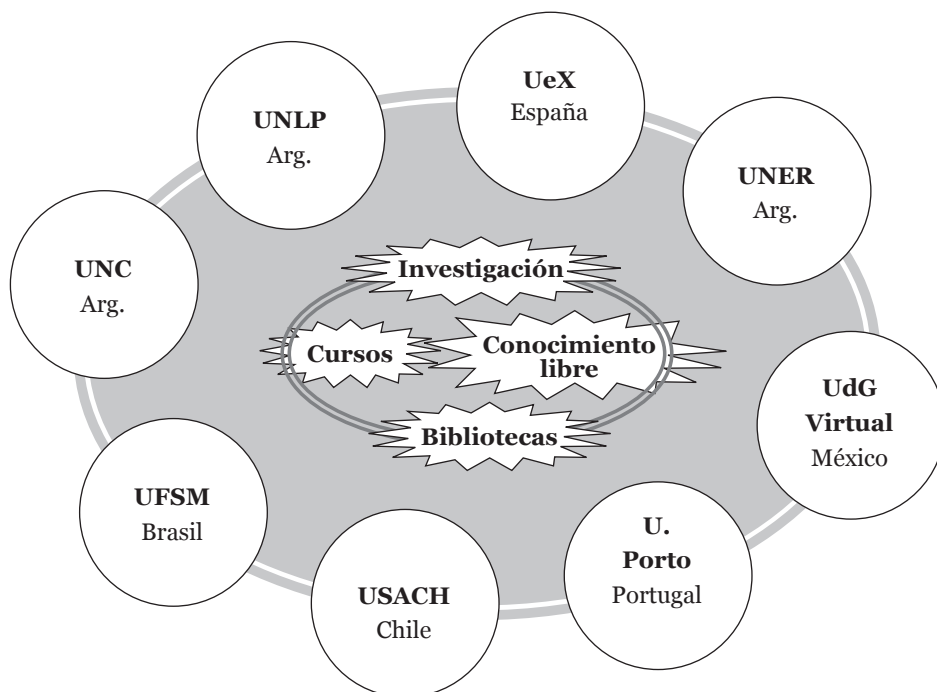 UeX
España
UNLP
Arg.
UNER
Arg.
UNC
Arg.
Investigación
Cursos
Conocimiento
libre
Bibliotecas
UdG
Virtual
México
UFSM
Brasil
U.
Porto
Portugal
USACH
Chile